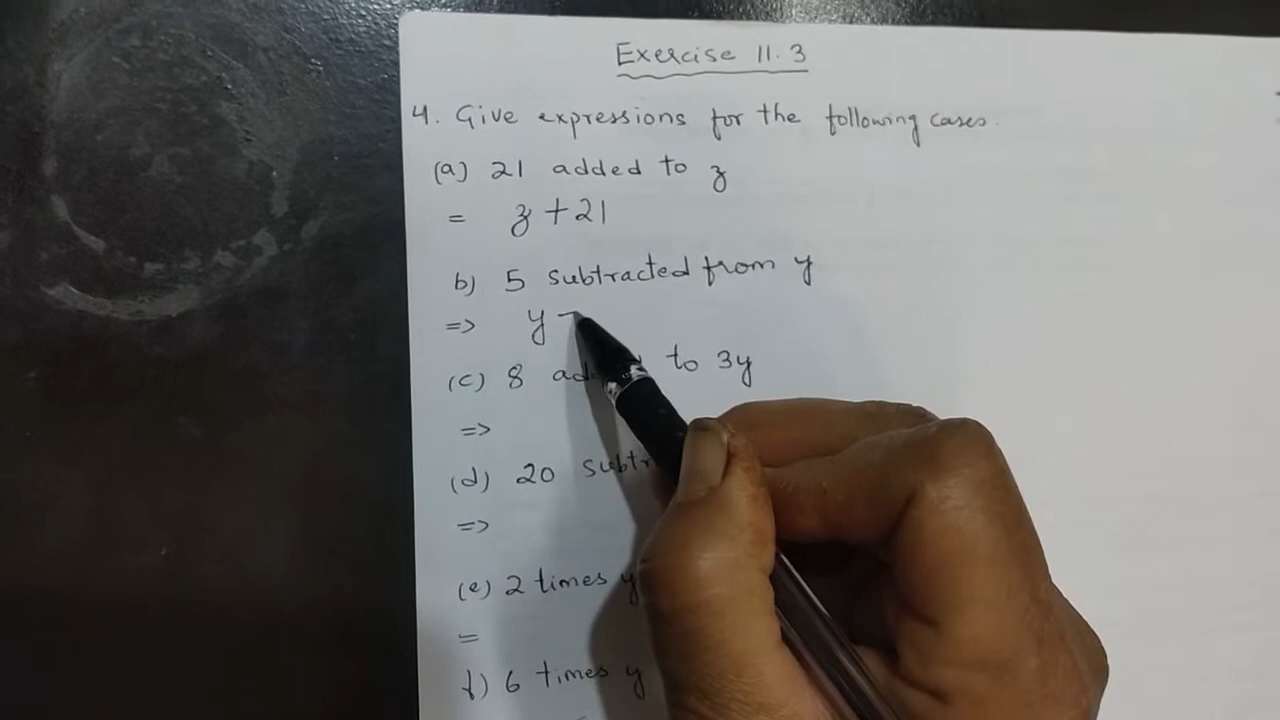 Exercise 11.3
4. Give expressions for the following cases.
(a) 21 added to z
= z + 21
b) 5 subtracted from y
=> y -
(c) 8 to 3y
=>
(d) 20
=>
(e) 2 times y
=
f) 6 times y